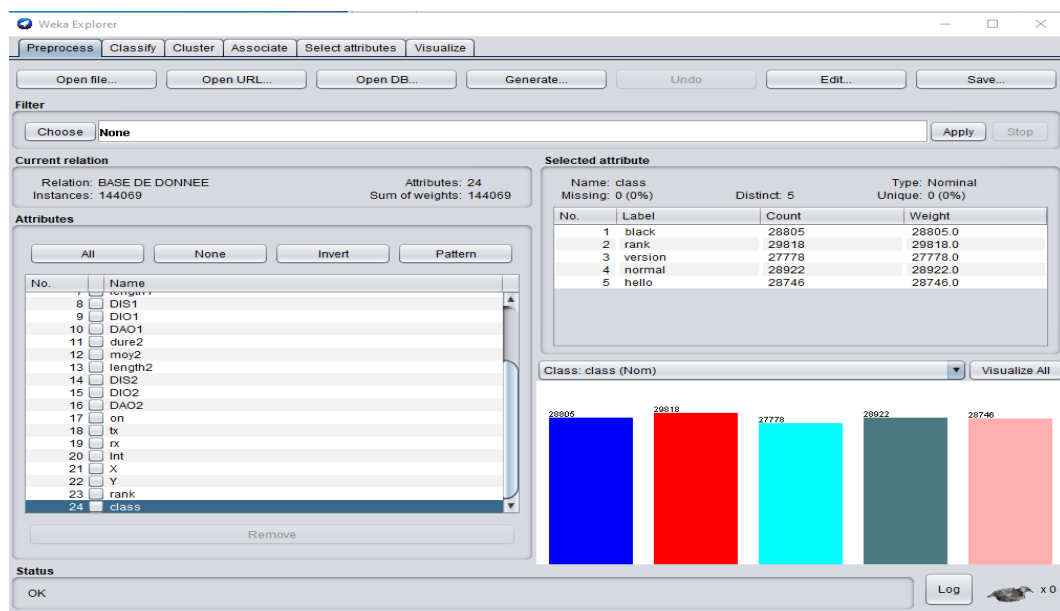 Weka Explorer
Preprocess Classify Cluster Associate Select attributes Visualize
Open file... Open URL... Open DB... Generate... Undo Edit... Save...
Filter
Choose None Apply Stop
Current relation
Relation: BASE DE DONNEE Attributes: 24
Instances: 144069 Sum of weights: 144069
Attributes
All None Invert Pattern
No. Name
7 length1
8 DIS1
9 DIO1
10 DAO1
11 dure2
12 moy2
13 length2
14 DIS2
15 DIO2
16 DAO2
17 on
18 tx
19 rx
20 Int
21 X
22 Y
23 rank
24 class
Remove
Selected attribute
Name: class Type: Nominal
Missing: 0 (0%) Distinct: 5 Unique: 0 (0%)
No. Label Count Weight
1 black 28805 28805.0
2 rank 29818 29818.0
3 version 27778 27778.0
4 normal 28922 28922.0
5 hello 28746 28746.0
Class: class (Nom) Visualize All
28805 29818 27778 28922 28746
Status
OK
Log x 0